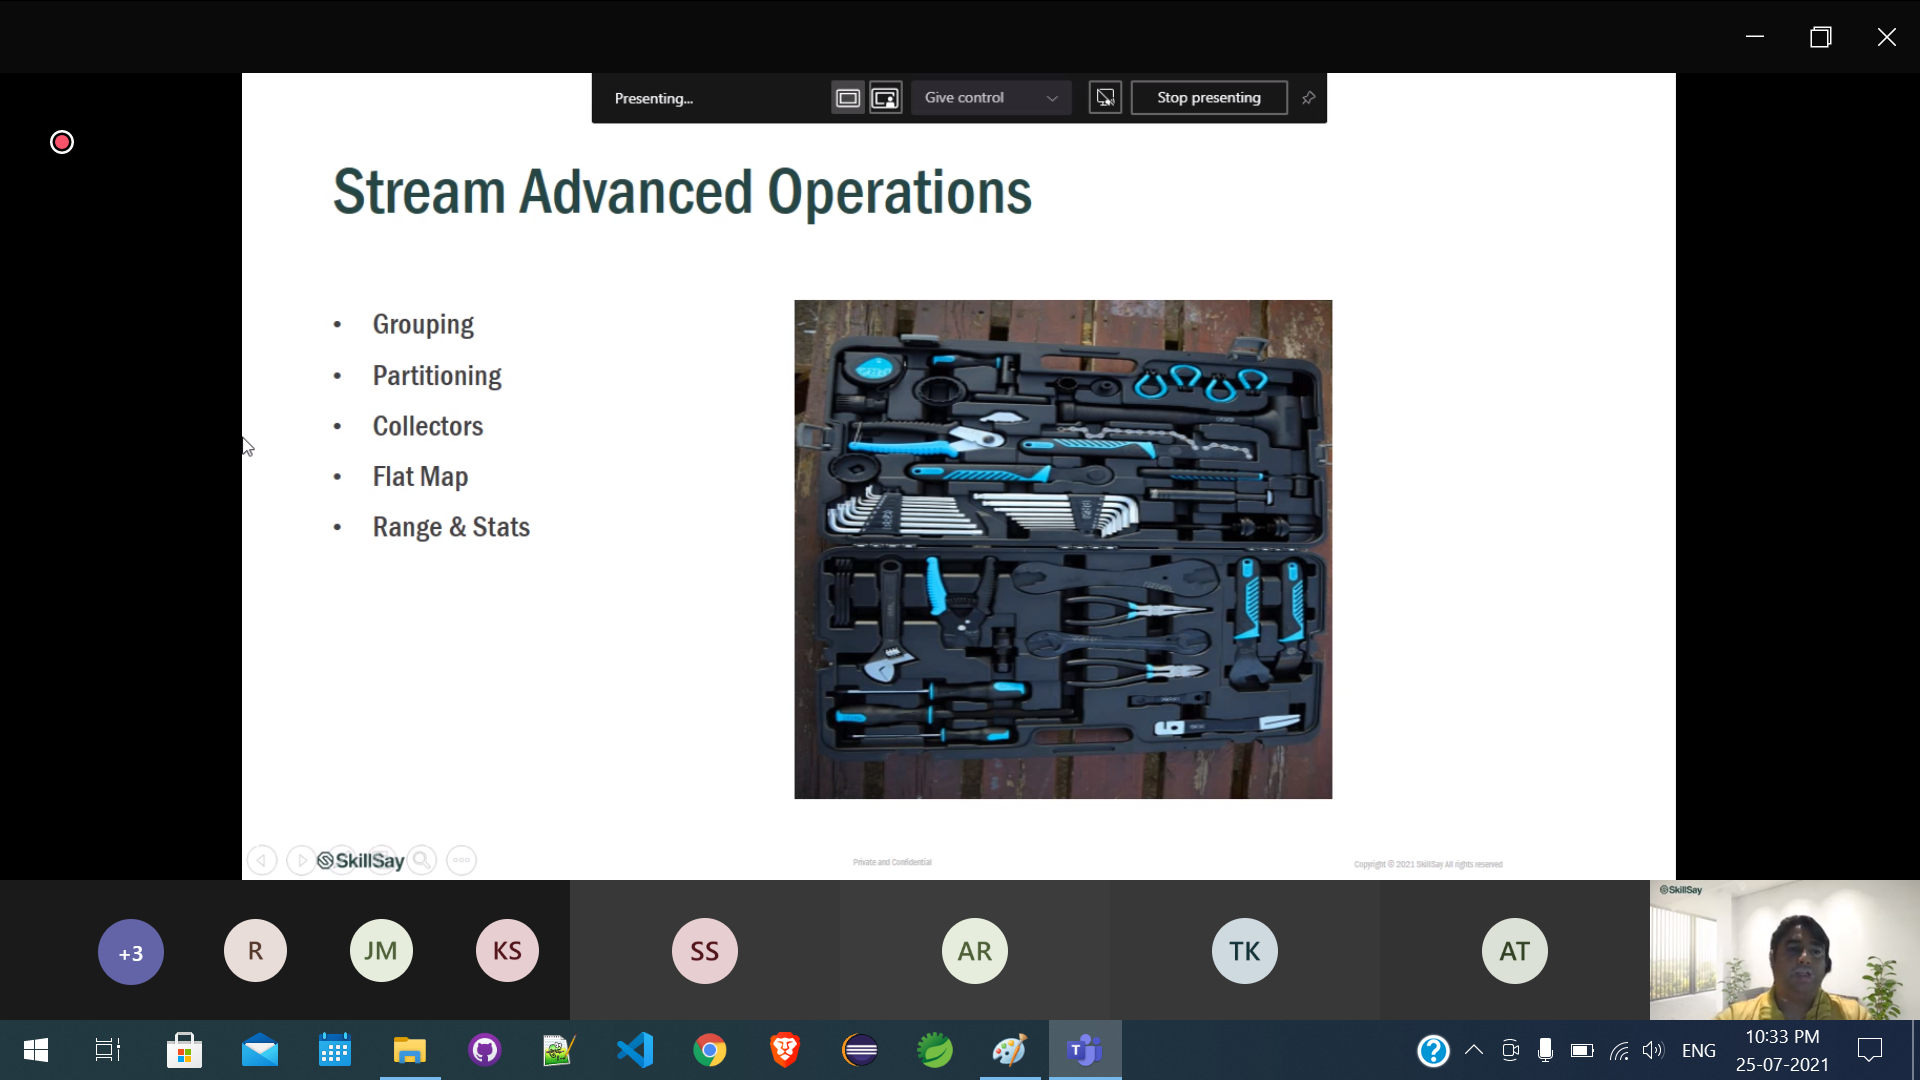 Presenting...
Give control
Stop presenting
Stream Advanced Operations
• Grouping
• Partitioning
• Collectors
• Flat Map
• Range & Stats
SkillSay
Private and Confidential
Copyright © 2021 SkillSay All rights reserved
+3
R
JM
KS
SS
AR
TK
AT
SkillSay
ENG
10:33 PM
25-07-2021